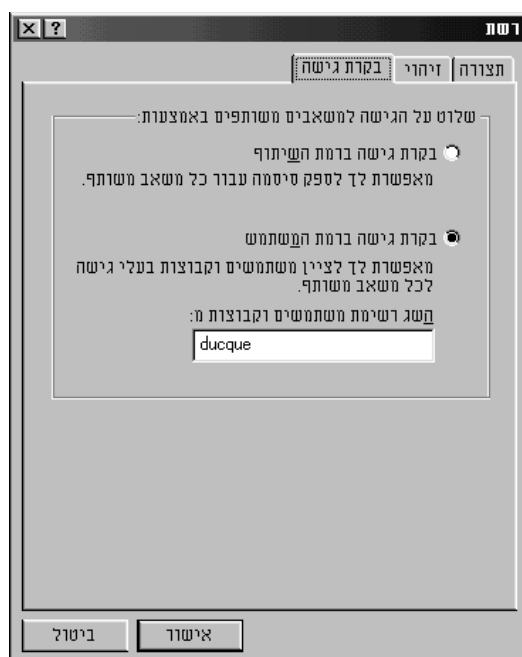 רשת
תצורה
זיהוי
בקרת גישה
שלוט על הגישה למשאבים משותפים באמצעות:
בקרת גישה ברמת השיתוף
מאפשרת לך לספק סיסמה עבור כל משאב משותף.
בקרת גישה ברמת המשתמש
מאפשרת לך לציין משתמשים וקבוצות בעלי גישה
לכל משאב משותף.
השג רשימת משתמשים וקבוצות מ:
ducque
אישור
ביטול